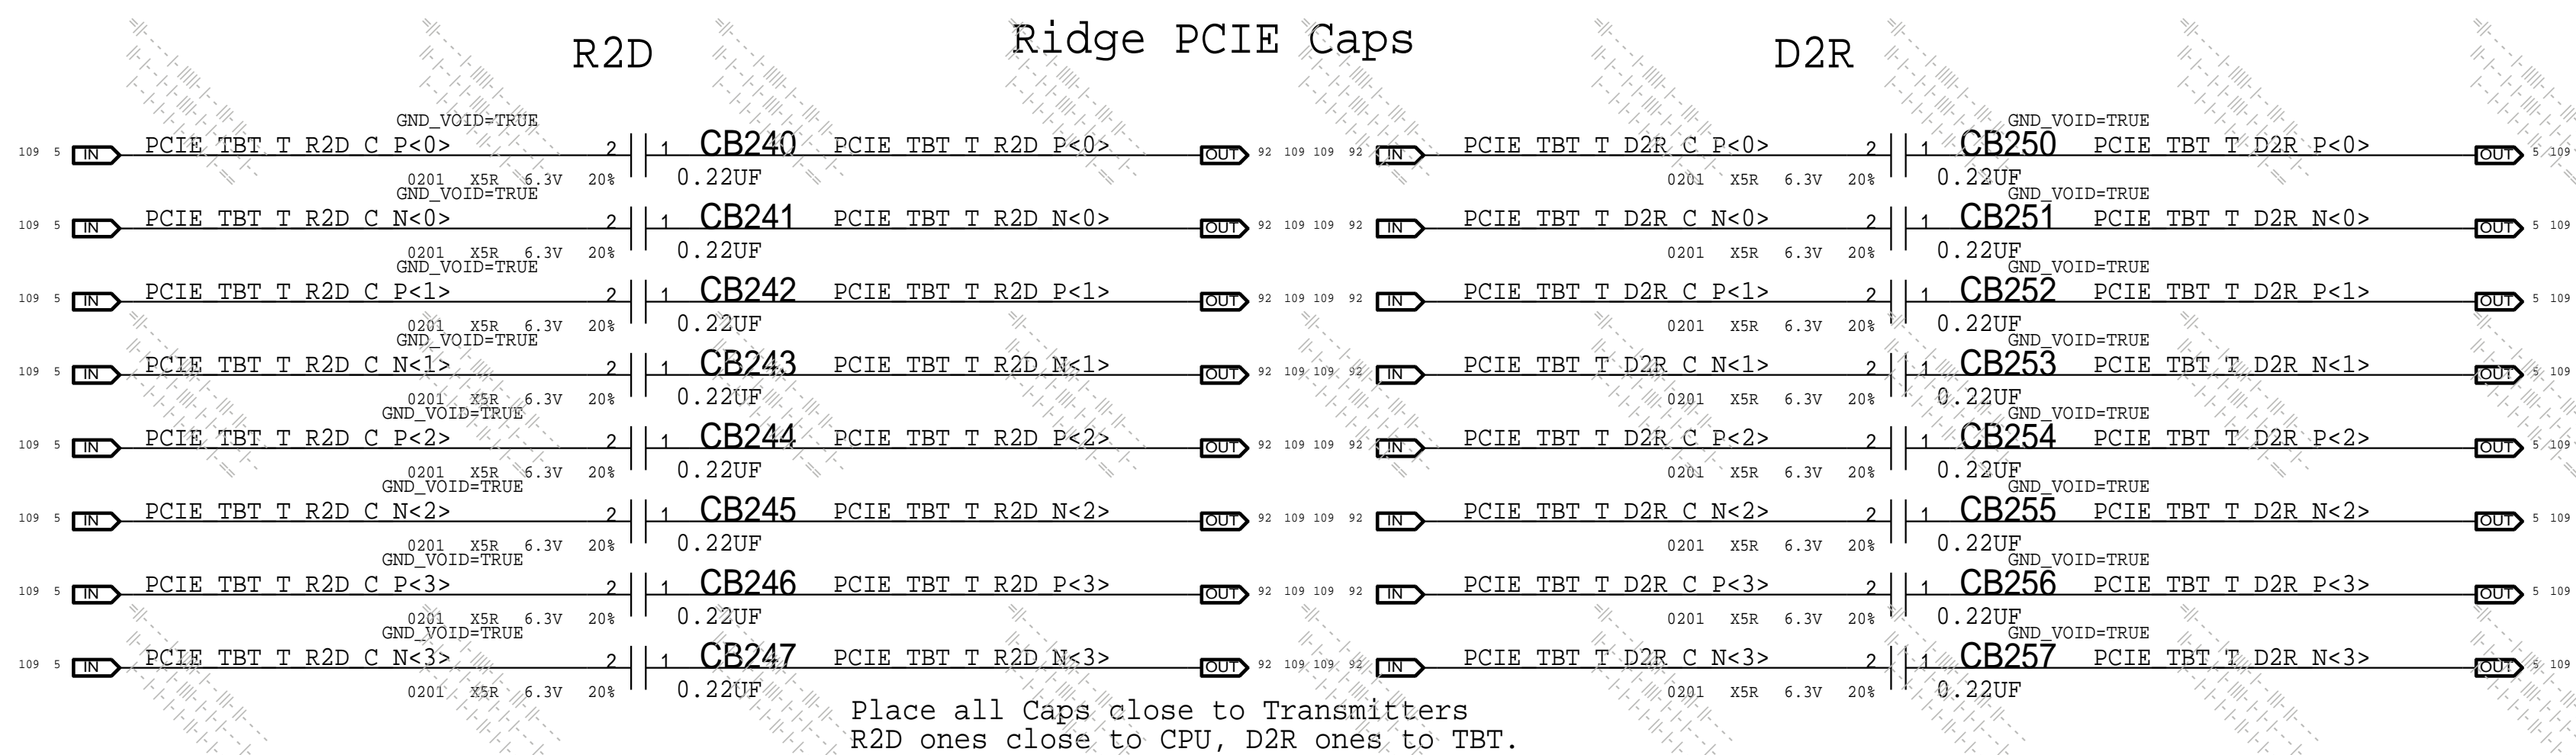 Ridge PCIE Caps
R2D
D2R
GND_VOID=TRUE GND_VOID=TRUE
109 5 IN PCIE_TBT_T_R2D_C_P<0> 2 1 CB240 PCIE_TBT_T_R2D_P<0> OUT 92 109 109 92 IN PCIE_TBT_T_D2R_C_P<0> 2 1 CB250 PCIE_TBT_T_D2R_P<0> OUT 5 109
0201 X5R 6.3V 20% 0.22UF 0201 X5R 6.3V 20% 0.22UF
GND_VOID=TRUE GND_VOID=TRUE
109 5 IN PCIE_TBT_T_R2D_C_N<0> 2 1 CB241 PCIE_TBT_T_R2D_N<0> OUT 92 109 109 92 IN PCIE_TBT_T_D2R_C_N<0> 2 1 CB251 PCIE_TBT_T_D2R_N<0> OUT 5 109
0201 X5R 6.3V 20% 0.22UF 0201 X5R 6.3V 20% 0.22UF
GND_VOID=TRUE GND_VOID=TRUE
109 5 IN PCIE_TBT_T_R2D_C_P<1> 2 1 CB242 PCIE_TBT_T_R2D_P<1> OUT 92 109 109 92 IN PCIE_TBT_T_D2R_C_P<1> 2 1 CB252 PCIE_TBT_T_D2R_P<1> OUT 5 109
0201 X5R 6.3V 20% 0.22UF 0201 X5R 6.3V 20% 0.22UF
GND_VOID=TRUE GND_VOID=TRUE
109 5 IN PCIE_TBT_T_R2D_C_N<1> 2 1 CB243 PCIE_TBT_T_R2D_N<1> OUT 92 109 109 92 IN PCIE_TBT_T_D2R_C_N<1> 2 1 CB253 PCIE_TBT_T_D2R_N<1> OUT 5 109
0201 X5R 6.3V 20% 0.22UF 0201 X5R 6.3V 20% 0.22UF
GND_VOID=TRUE GND_VOID=TRUE
109 5 IN PCIE_TBT_T_R2D_C_P<2> 2 1 CB244 PCIE_TBT_T_R2D_P<2> OUT 92 109 109 92 IN PCIE_TBT_T_D2R_C_P<2> 2 1 CB254 PCIE_TBT_T_D2R_P<2> OUT 5 109
0201 X5R 6.3V 20% 0.22UF 0201 X5R 6.3V 20% 0.22UF
GND_VOID=TRUE GND_VOID=TRUE
109 5 IN PCIE_TBT_T_R2D_C_N<2> 2 1 CB245 PCIE_TBT_T_R2D_N<2> OUT 92 109 109 92 IN PCIE_TBT_T_D2R_C_N<2> 2 1 CB255 PCIE_TBT_T_D2R_N<2> OUT 5 109
0201 X5R 6.3V 20% 0.22UF 0201 X5R 6.3V 20% 0.22UF
GND_VOID=TRUE GND_VOID=TRUE
109 5 IN PCIE_TBT_T_R2D_C_P<3> 2 1 CB246 PCIE_TBT_T_R2D_P<3> OUT 92 109 109 92 IN PCIE_TBT_T_D2R_C_P<3> 2 1 CB256 PCIE_TBT_T_D2R_P<3> OUT 5 109
0201 X5R 6.3V 20% 0.22UF 0201 X5R 6.3V 20% 0.22UF
GND_VOID=TRUE GND_VOID=TRUE
109 5 IN PCIE_TBT_T_R2D_C_N<3> 2 1 CB247 PCIE_TBT_T_R2D_N<3> OUT 92 109 109 92 IN PCIE_TBT_T_D2R_C_N<3> 2 1 CB257 PCIE_TBT_T_D2R_N<3> OUT 5 109
0201 X5R 6.3V 20% 0.22UF 0201 X5R 6.3V 20% 0.22UF
Place all Caps close to Transmitters
R2D ones close to CPU, D2R ones to TBT.